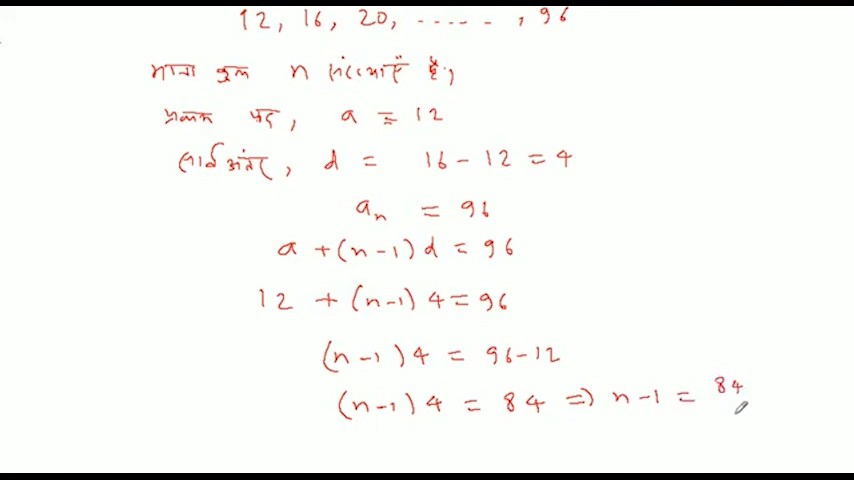 12, 16, 20, ......, 96
माना कुल n संख्याएँ हैं,
प्रथम पद, a = 12
सार्व अंतर, d = 16 - 12 = 4
aₙ = 96
a + (n-1) d = 96
12 + (n-1) 4 = 96
(n-1) 4 = 96-12
(n-1) 4 = 84 ⇒ n-1 = 84